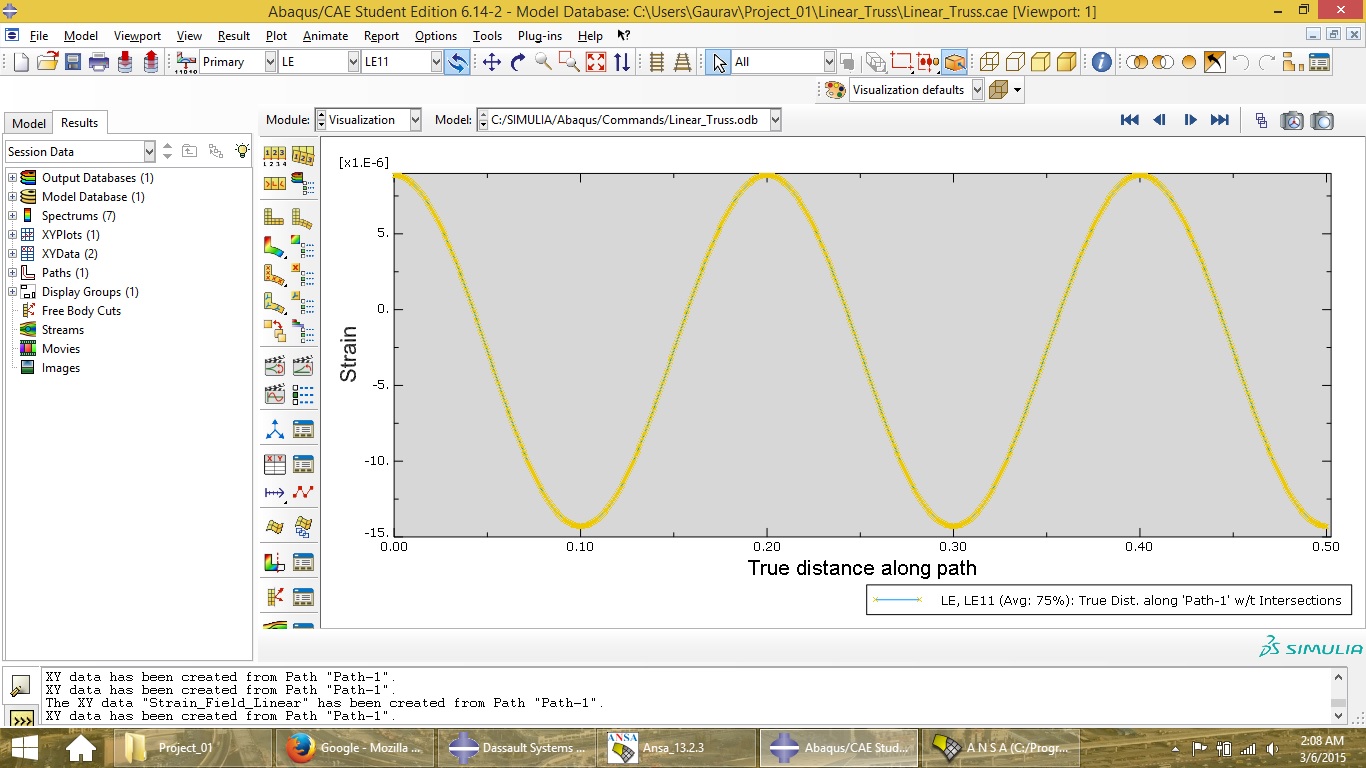 Abaqus/CAE Student Edition 6.14-2 - Model Database: C:\Users\Gaurav\Project_01\Linear_Truss\Linear_Truss.cae [Viewport: 1]
File Model Viewport View Result Plot Animate Report Options Tools Plug-ins Help
Primary LE LE11 All
Visualization defaults
Model Results
Module: Visualization Model: C:/SIMULIA/Abaqus/Commands/Linear_Truss.odb
Session Data
Output Databases (1)
Model Database (1)
Spectrums (7)
XYPlots (1)
XYData (2)
Paths (1)
Display Groups (1)
Free Body Cuts
Streams
Movies
Images
[x1.E-6]
5.
0.
-5.
-10.
-15.
Strain
0.00 0.10 0.20 0.30 0.40 0.50
True distance along path
LE, LE11 (Avg: 75%): True Dist. along 'Path-1' w/t Intersections
SIMULIA
XY data has been created from Path "Path-1".
XY data has been created from Path "Path-1".
The XY data "Strain_Field_Linear" has been created from Path "Path-1".
XY data has been created from Path "Path-1".
>>>
Project_01 Google - Mozilla ... Dassault Systems ... ANSA Ansa_13.2.3 Abaqus/CAE Stud... A N S A (C:/Progr...
2:08 AM
3/6/2015